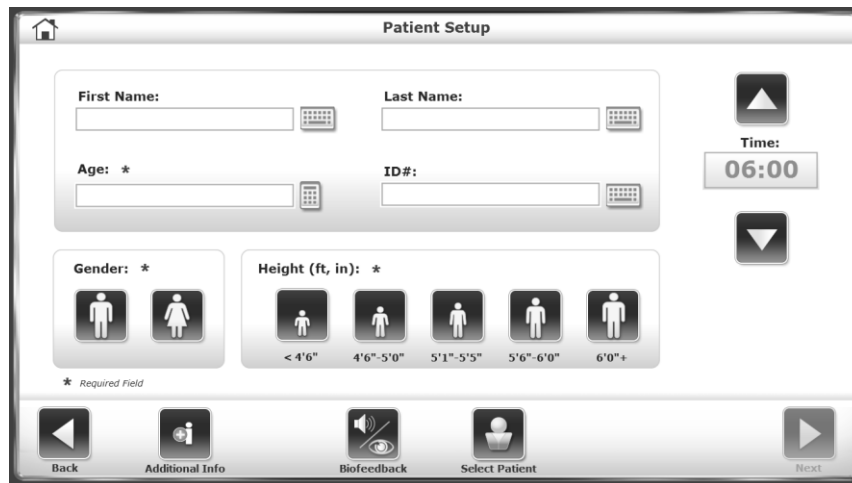 Patient Setup
First Name:
Last Name:
Time:
06:00
Age: *
ID#:
Gender: *
Height (ft, in): *
< 4'6"
4'6"-5'0"
5'1"-5'5"
5'6"-6'0"
6'0"+
* Required Field
Back
Additional Info
Biofeedback
Select Patient
Next